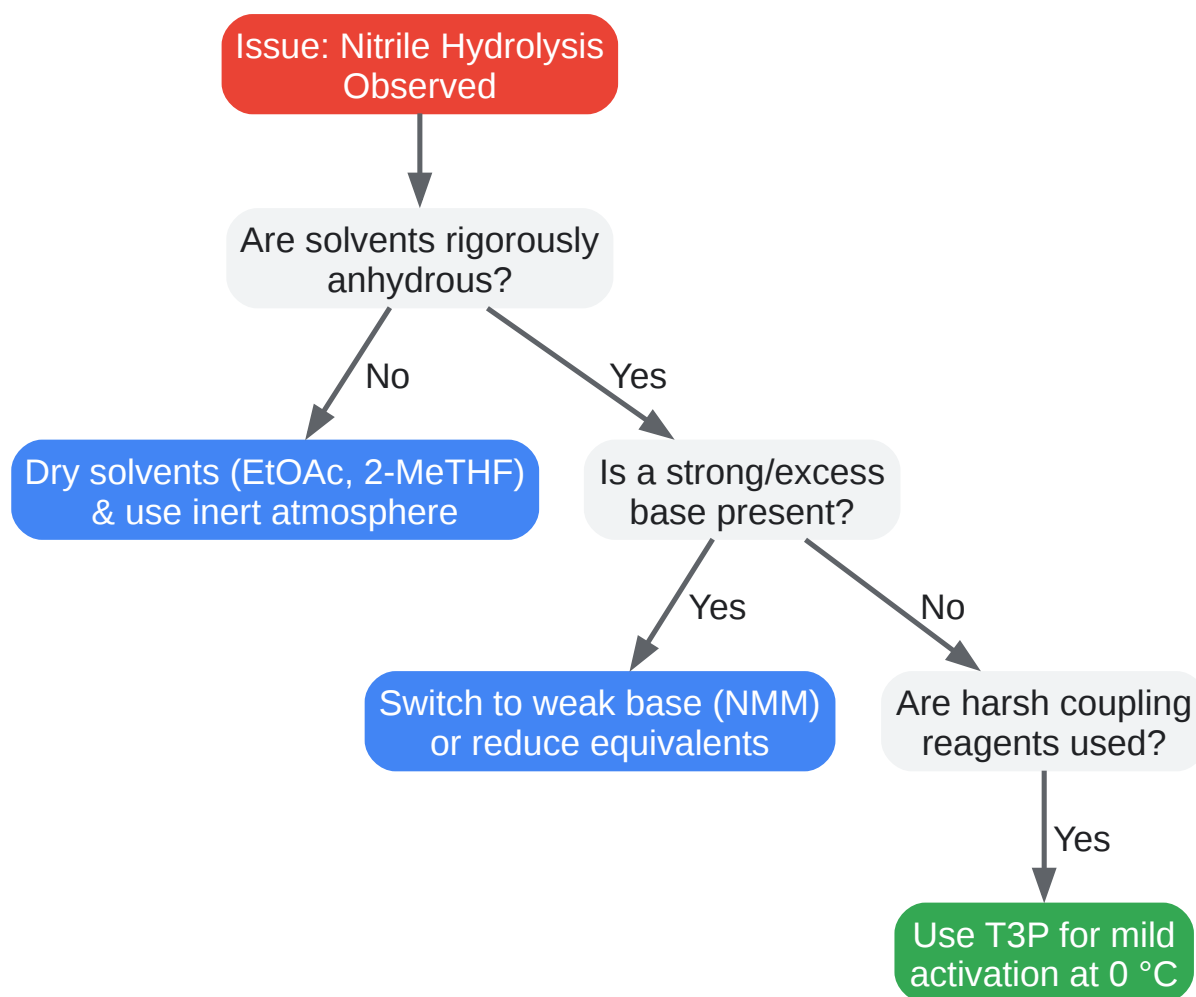 Issue: Nitrile Hydrolysis
Observed
Are solvents rigorously
anhydrous?
No
Yes
Dry solvents (EtOAc, 2-MeTHF)
& use inert atmosphere
Is a strong/excess
base present?
Yes
No
Switch to weak base (NMM)
or reduce equivalents
Are harsh coupling
reagents used?
Yes
Use T3P for mild
activation at 0 °C